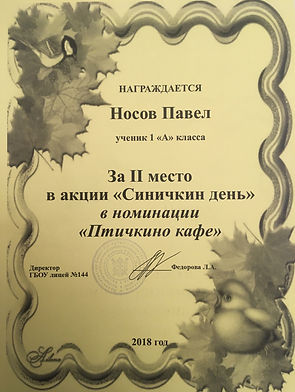 НАГРАЖДАЕТСЯ
Носов Павел
ученик 1 «А» класса
За II место
в акции «Синичкин день»
в номинации
«Птичкино кафе»
Директор
ГБОУ лицей №144
Федорова Л.А.
2018 год